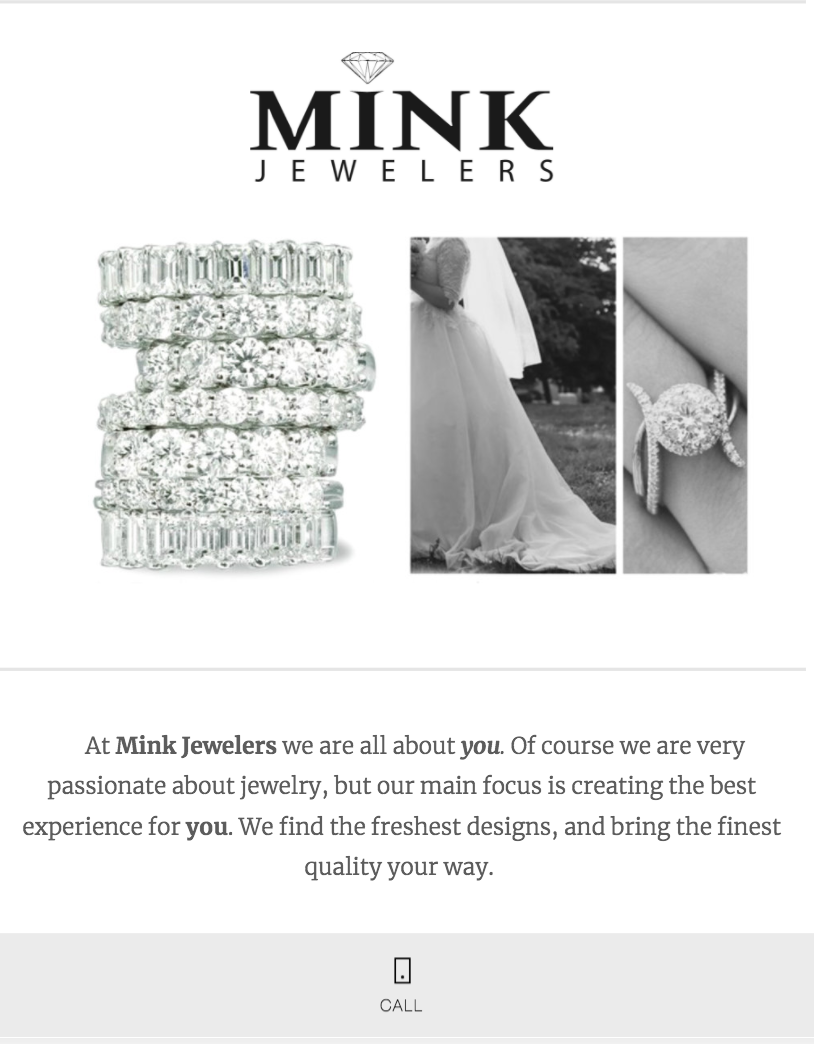 MINK
JEWELERS
At Mink Jewelers we are all about you. Of course we are very
passionate about jewelry, but our main focus is creating the best
experience for you. We find the freshest designs, and bring the finest
quality your way.
CALL